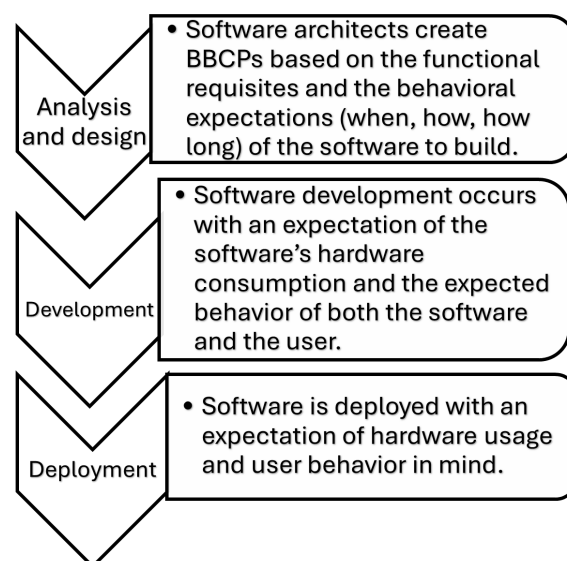 Analysis
and design
• Software architects create
BBCPs based on the functional
requisites and the behavioral
expectations (when, how, how
long) of the software to build.
Development
• Software development occurs
with an expectation of the
software’s hardware
consumption and the expected
behavior of both the software
and the user.
Deployment
• Software is deployed with an
expectation of hardware usage
and user behavior in mind.